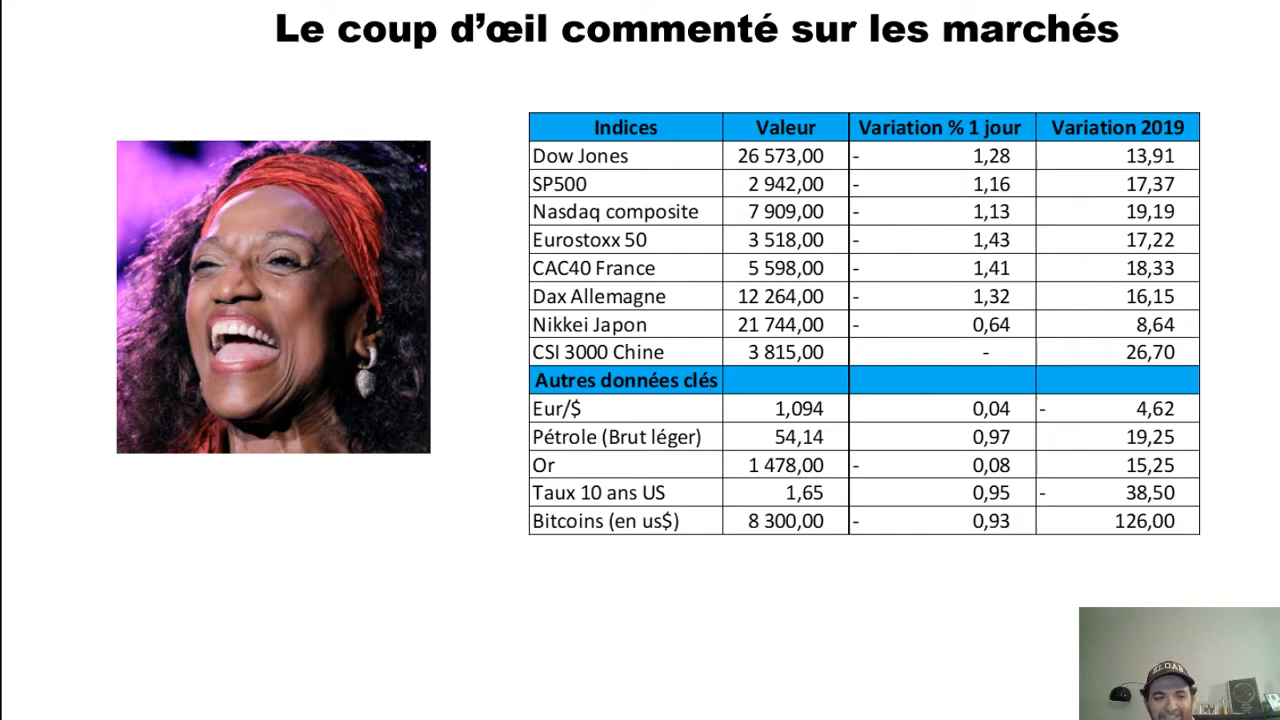 Le coup d’œil commenté sur les marchés
Indices Valeur Variation % 1 jour Variation 2019
Dow Jones 26 573,00 - 1,28 13,91
SP500 2 942,00 - 1,16 17,37
Nasdaq composite 7 909,00 - 1,13 19,19
Eurostoxx 50 3 518,00 - 1,43 17,22
CAC40 France 5 598,00 - 1,41 18,33
Dax Allemagne 12 264,00 - 1,32 16,15
Nikkei Japon 21 744,00 - 0,64 8,64
CSI 3000 Chine 3 815,00 - 26,70
Autres données clés
Eur/$ 1,094 0,04 - 4,62
Pétrole (Brut léger) 54,14 0,97 19,25
Or 1 478,00 - 0,08 15,25
Taux 10 ans US 1,65 0,95 - 38,50
Bitcoins (en us$) 8 300,00 - 0,93 126,00